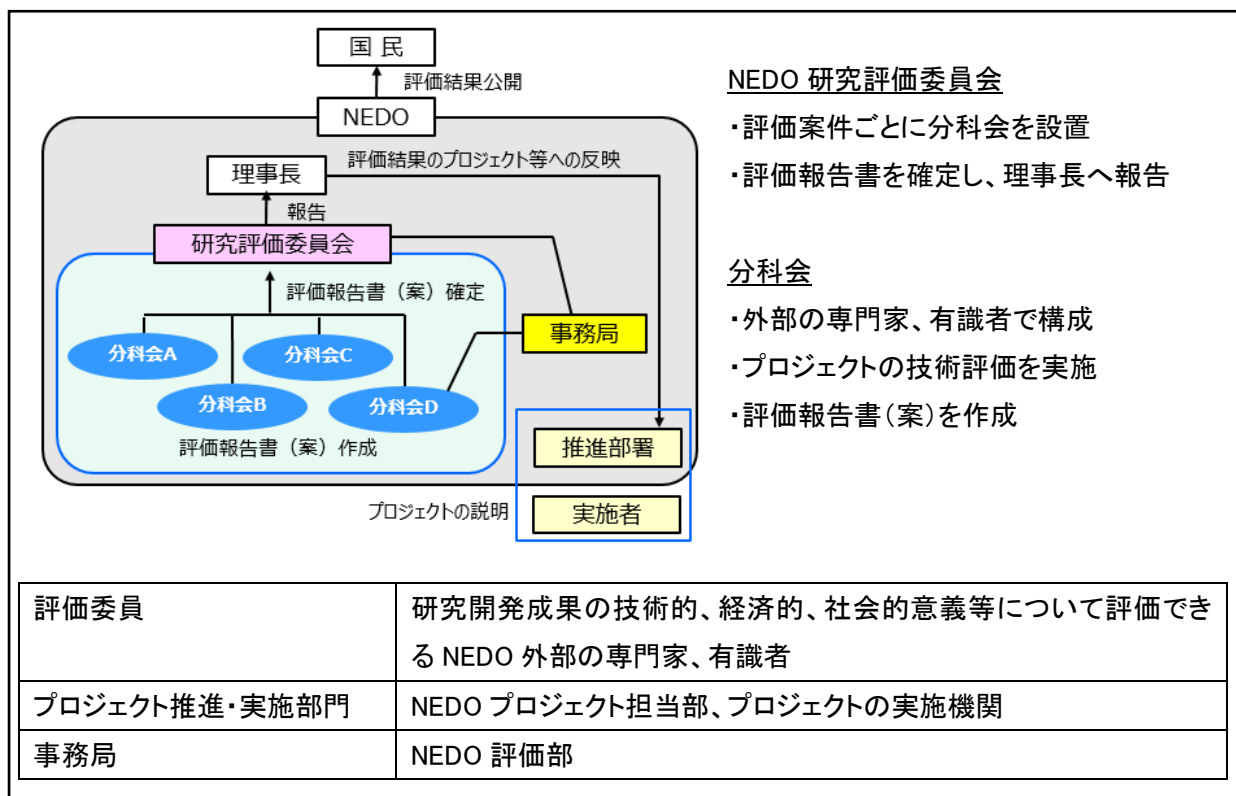 国 民
評価結果公開
NEDO
評価結果のプロジェクト等への反映
理事長
報告
研究評価委員会
評価報告書（案）確定
事務局
分科会A
分科会C
分科会B
分科会D
評価報告書（案）作成
推進部署
プロジェクトの説明
実施者
NEDO 研究評価委員会
・評価案件ごとに分科会を設置
・評価報告書を確定し、理事長へ報告
分科会
・外部の専門家、有識者で構成
・プロジェクトの技術評価を実施
・評価報告書（案）を作成
評価委員
研究開発成果の技術的、経済的、社会的意義等について評価でき
る NEDO 外部の専門家、有識者
プロジェクト推進・実施部門
NEDO プロジェクト担当部、プロジェクトの実施機関
事務局
NEDO 評価部